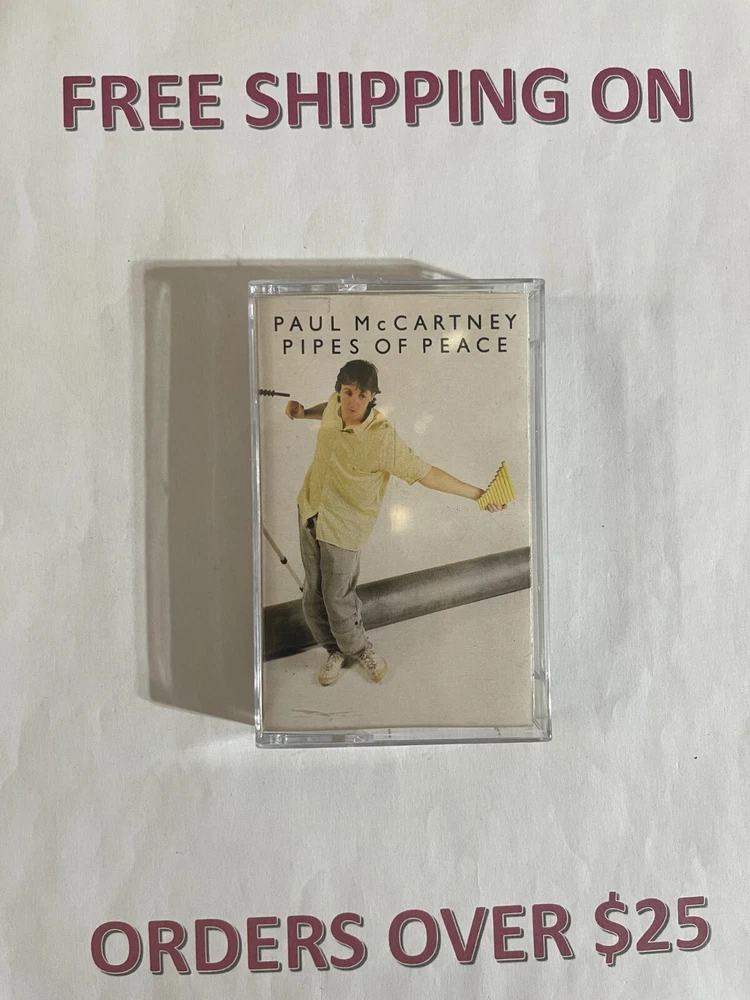 FREE SHIPPING ON
PAUL McCARTNEY
PIPES OF PEACE
ORDERS OVER $25